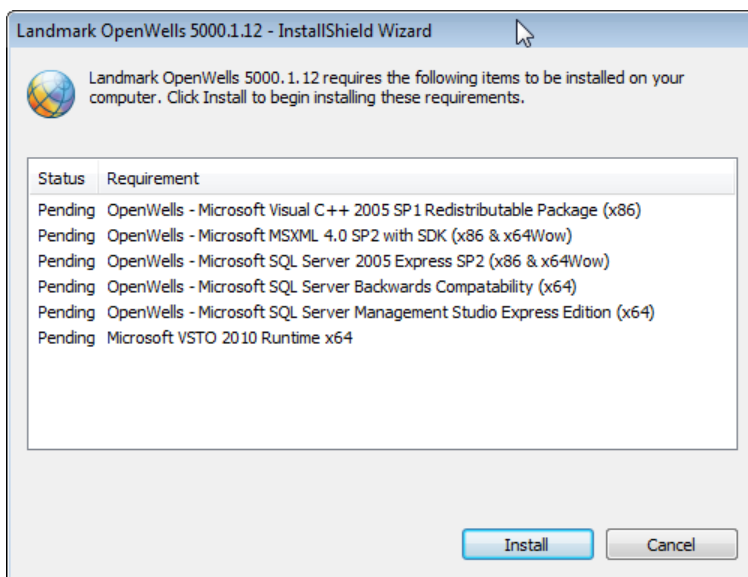 Landmark OpenWells 5000.1.12 - InstallShield Wizard
Landmark OpenWells 5000.1.12 requires the following items to be installed on your
computer. Click Install to begin installing these requirements.
Status Requirement
Pending OpenWells - Microsoft Visual C++ 2005 SP1 Redistributable Package (x86)
Pending OpenWells - Microsoft MSXML 4.0 SP2 with SDK (x86 & x64Wow)
Pending OpenWells - Microsoft SQL Server 2005 Express SP2 (x86 & x64Wow)
Pending OpenWells - Microsoft SQL Server Backwards Compatability (x64)
Pending OpenWells - Microsoft SQL Server Management Studio Express Edition (x64)
Pending Microsoft VSTO 2010 Runtime x64
Install Cancel